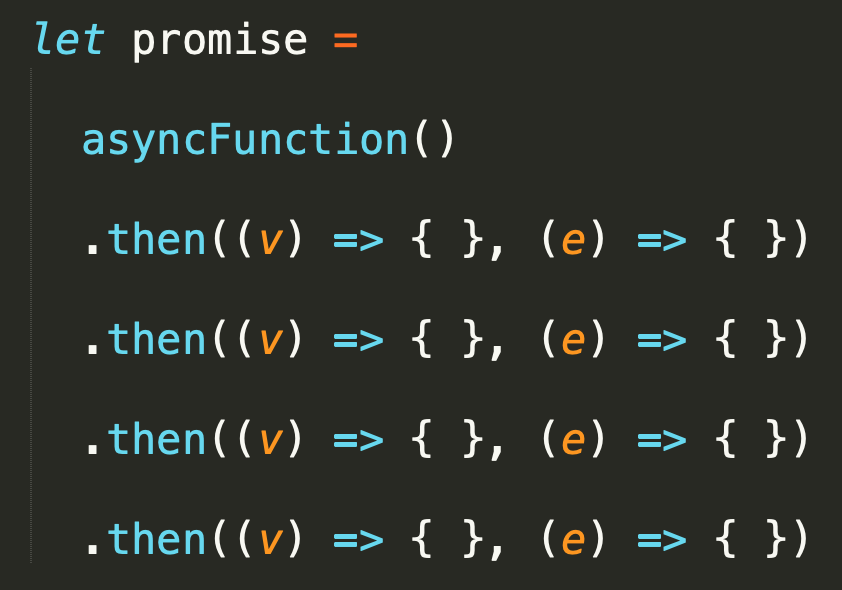 let promise =
asyncFunction()
.then((v) => { }, (e) => { })
.then((v) => { }, (e) => { })
.then((v) => { }, (e) => { })
.then((v) => { }, (e) => { })